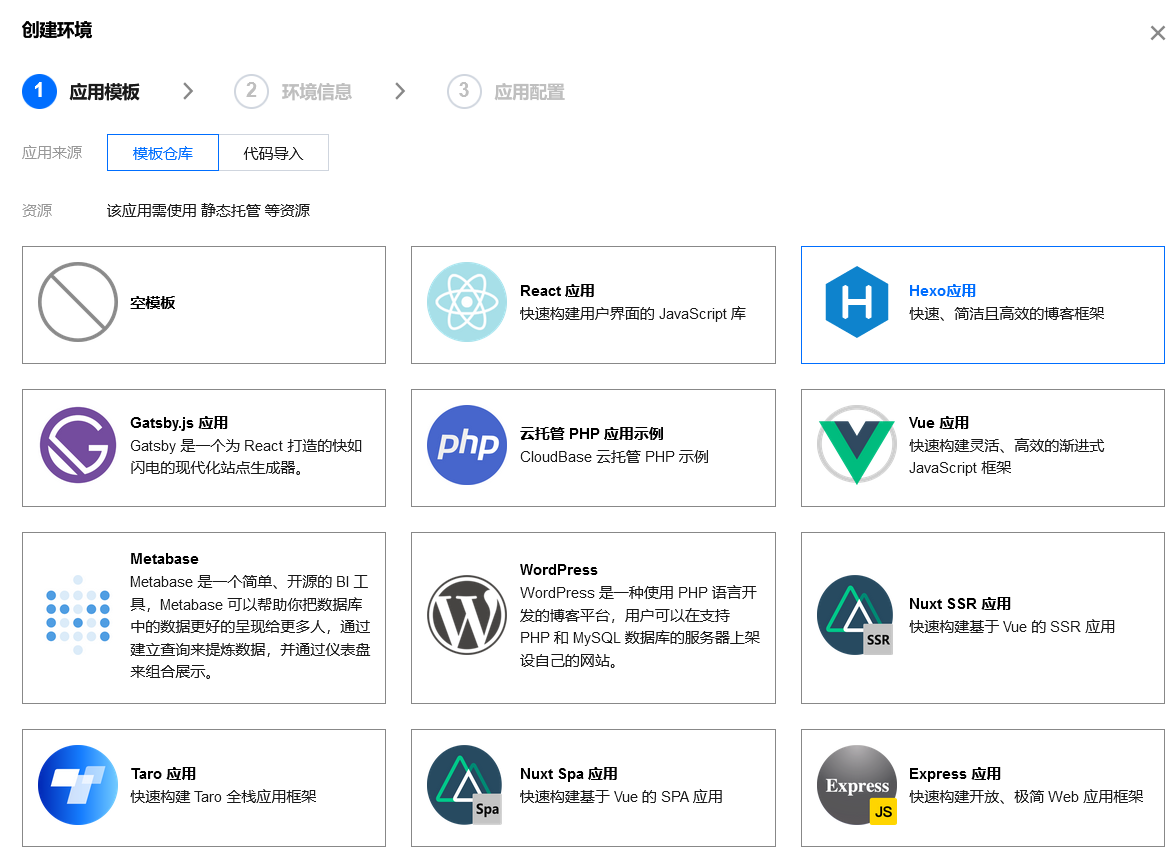 创建环境
1 应用模板 2 环境信息 3 应用配置
应用来源 模板仓库 代码导入
资源 该应用需使用 静态托管 等资源
空模板
React 应用
快速构建用户界面的 JavaScript 库
H
Hexo应用
快速、简洁且高效的博客框架
Gatsby.js 应用
Gatsby 是一个为 React 打造的快如
闪电的现代化站点生成器。
php
云托管 PHP 应用示例
CloudBase 云托管 PHP 示例
Vue 应用
快速构建灵活、高效的渐进式
JavaScript 框架
Metabase
Metabase 是一个简单、开源的 BI 工
具，Metabase 可以帮助你把数据库
中的数据更好的呈现给更多人，通过
建立查询来提炼数据，并通过仪表盘
来组合展示。
W
WordPress
WordPress 是一种使用 PHP 语言开
发的博客平台，用户可以在支持
PHP 和 MySQL 数据库的服务器上架
设自己的网站。
SSR
Nuxt SSR 应用
快速构建基于 Vue 的 SSR 应用
Taro 应用
快速构建 Taro 全栈应用框架
Spa
Nuxt Spa 应用
快速构建基于 Vue 的 SPA 应用
Express
JS
Express 应用
快速构建开放、极简 Web 应用框架